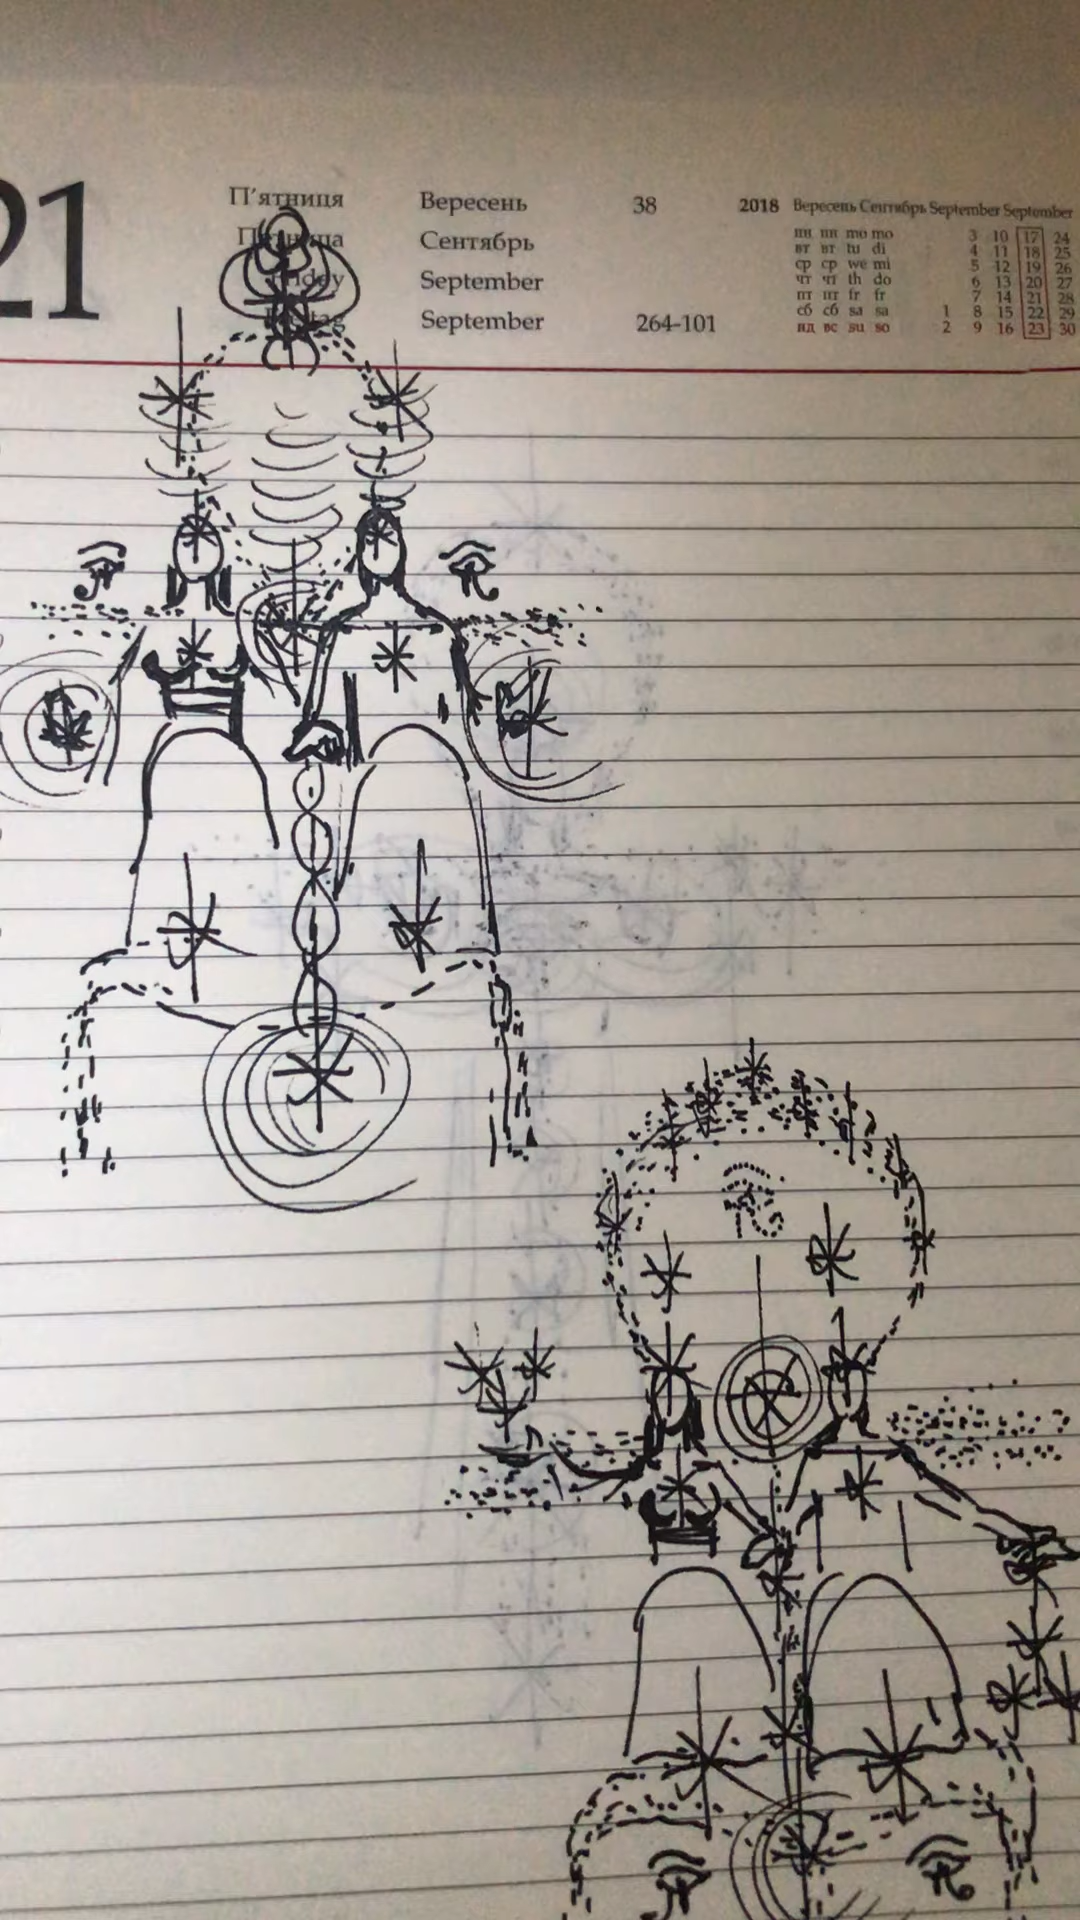 21
П'ятниця Вересень 38 2018 Вересень Сентябрь September September
Сентябрь
September
September 264-101
пн пн mo mo 3 10 17 24
вт вт tu di 4 11 18 25
ср ср we mi 5 12 19 26
чт чт th do 6 13 20 27
пт пт fr fr 7 14 21 28
сб сб sa sa 1 8 15 22 29
нд вс su so 2 9 16 23 30